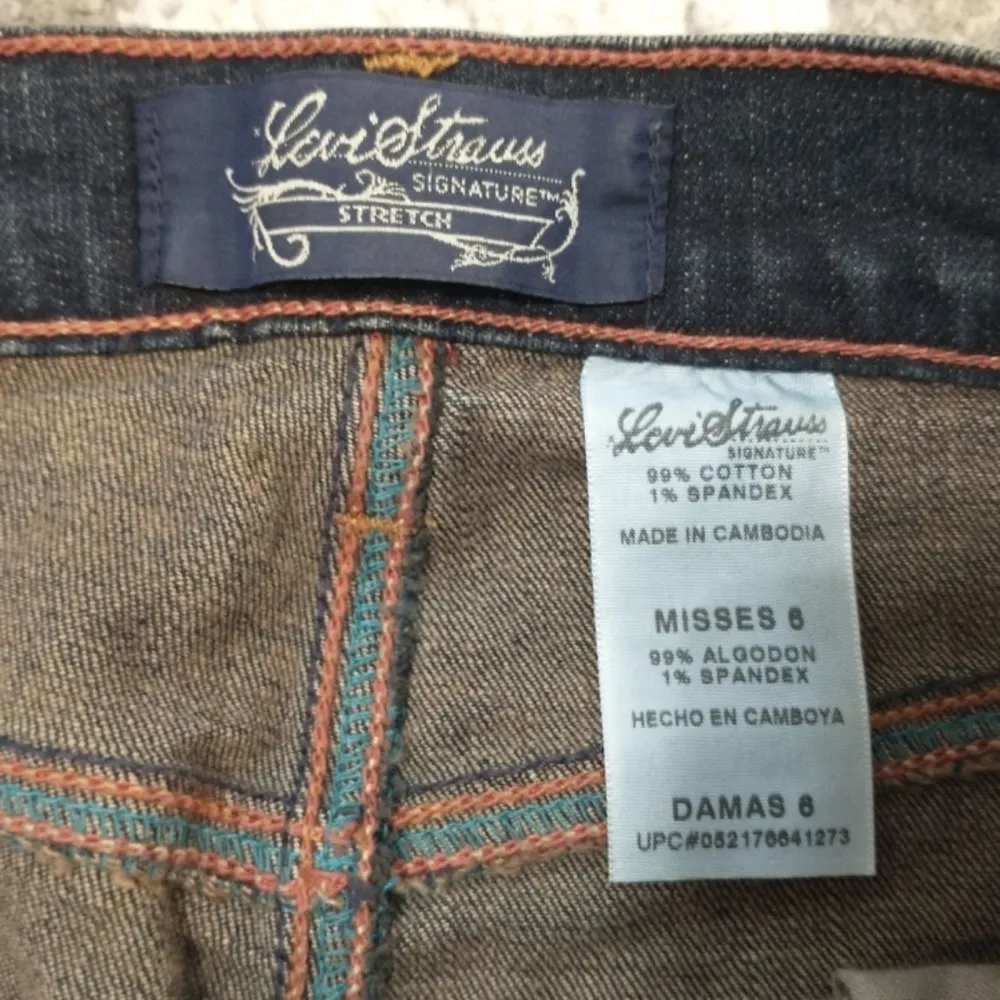 Levi Strauss
SIGNATURE™
STRETCH
Levi Strauss
SIGNATURE™
99% COTTON
1% SPANDEX
MADE IN CAMBODIA
MISSES 6
99% ALGODON
1% SPANDEX
HECHO EN CAMBOYA
DAMAS 6
UPC#052176641273